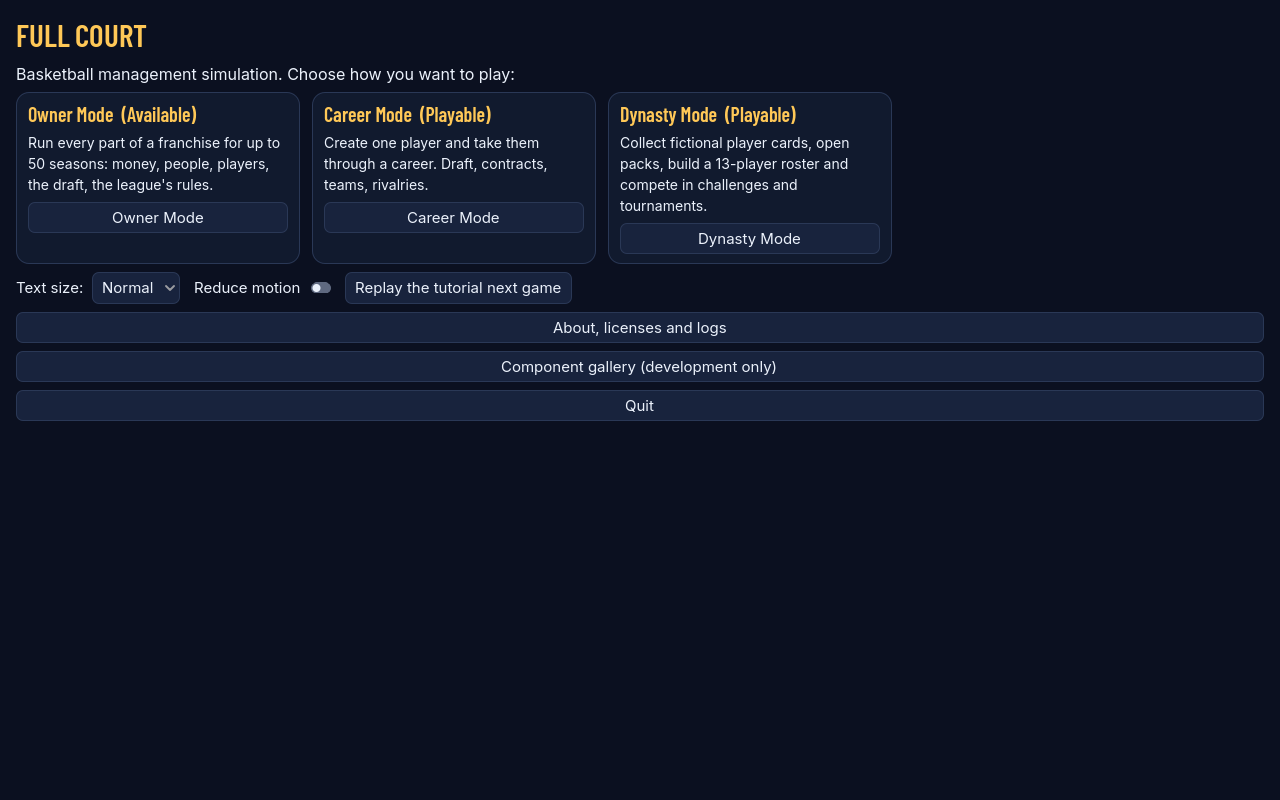 FULL COURT
Basketball management simulation. Choose how you want to play:
Owner Mode (Available)
Run every part of a franchise for up to
50 seasons: money, people, players,
the draft, the league's rules.
Owner Mode
Career Mode (Playable)
Create one player and take them
through a career. Draft, contracts,
teams, rivalries.
Career Mode
Dynasty Mode (Playable)
Collect fictional player cards, open
packs, build a 13-player roster and
compete in challenges and
tournaments.
Dynasty Mode
Text size: Normal Reduce motion Replay the tutorial next game
About, licenses and logs
Component gallery (development only)
Quit